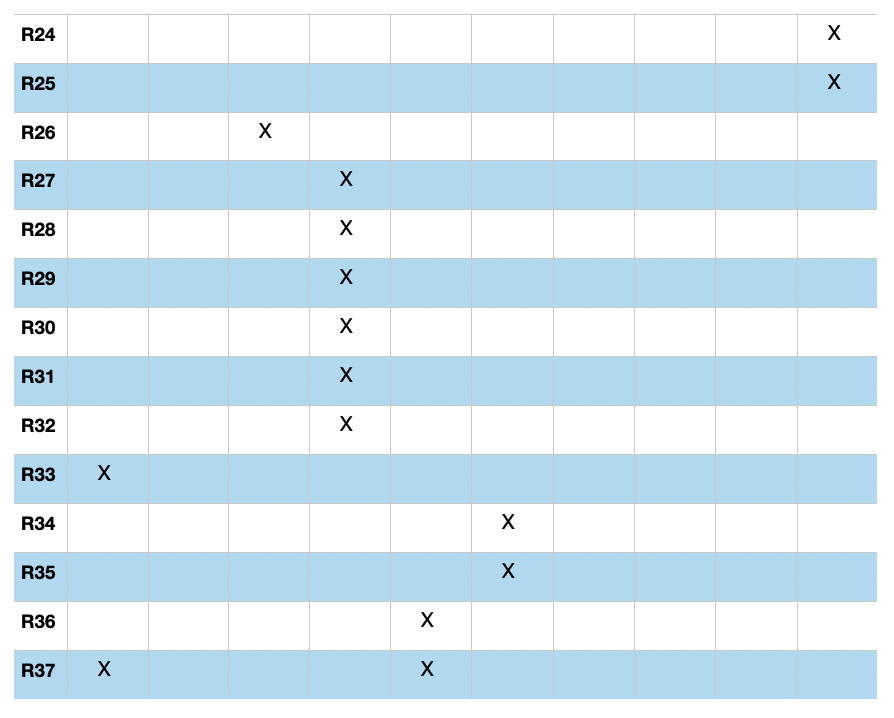 R24 X
R25 X
R26 X
R27 X
R28 X
R29 X
R30 X
R31 X
R32 X
R33 X
R34 X
R35 X
R36 X
R37 X X